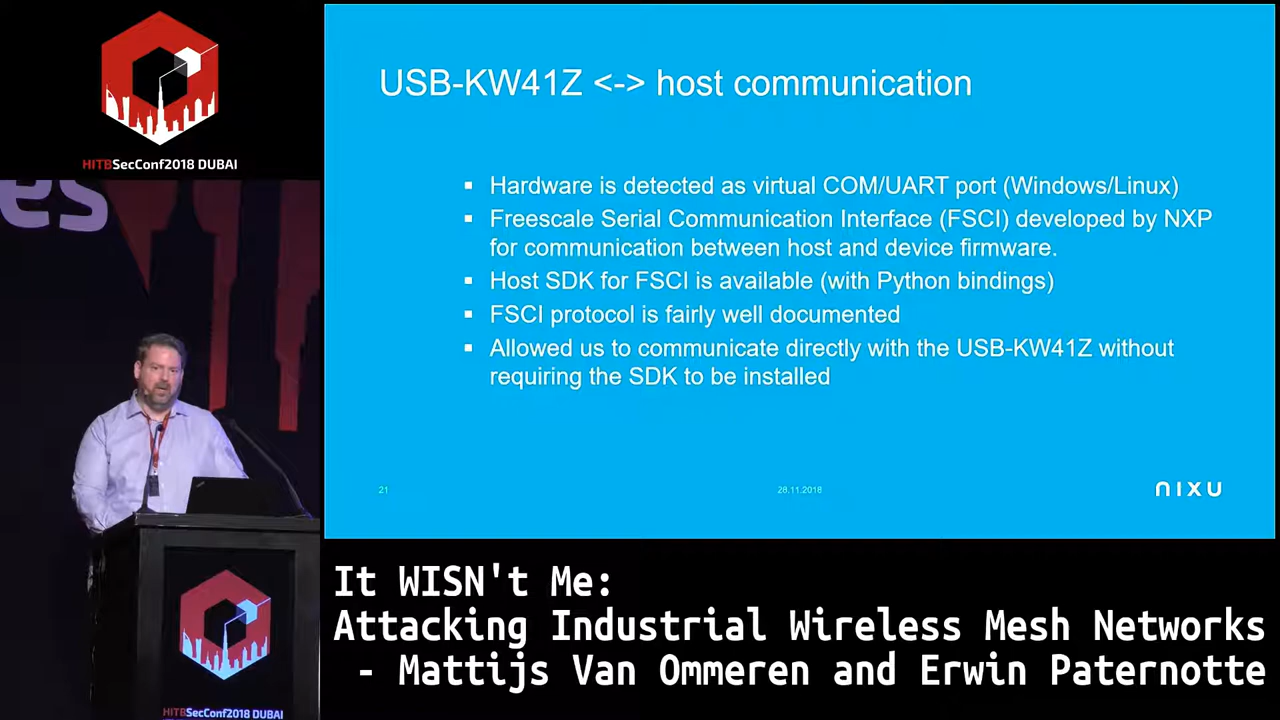 HITBSecConf2018 DUBAI
es
USB-KW41Z <-> host communication
▪ Hardware is detected as virtual COM/UART port (Windows/Linux)
▪ Freescale Serial Communication Interface (FSCI) developed by NXP
for communication between host and device firmware.
▪ Host SDK for FSCI is available (with Python bindings)
▪ FSCI protocol is fairly well documented
▪ Allowed us to communicate directly with the USB-KW41Z without
requiring the SDK to be installed
21
28.11.2018
nixu
HITBSecConf2018 DUBAI
It WISN't Me:
Attacking Industrial Wireless Mesh Networks
- Mattijs Van Ommeren and Erwin Paternotte